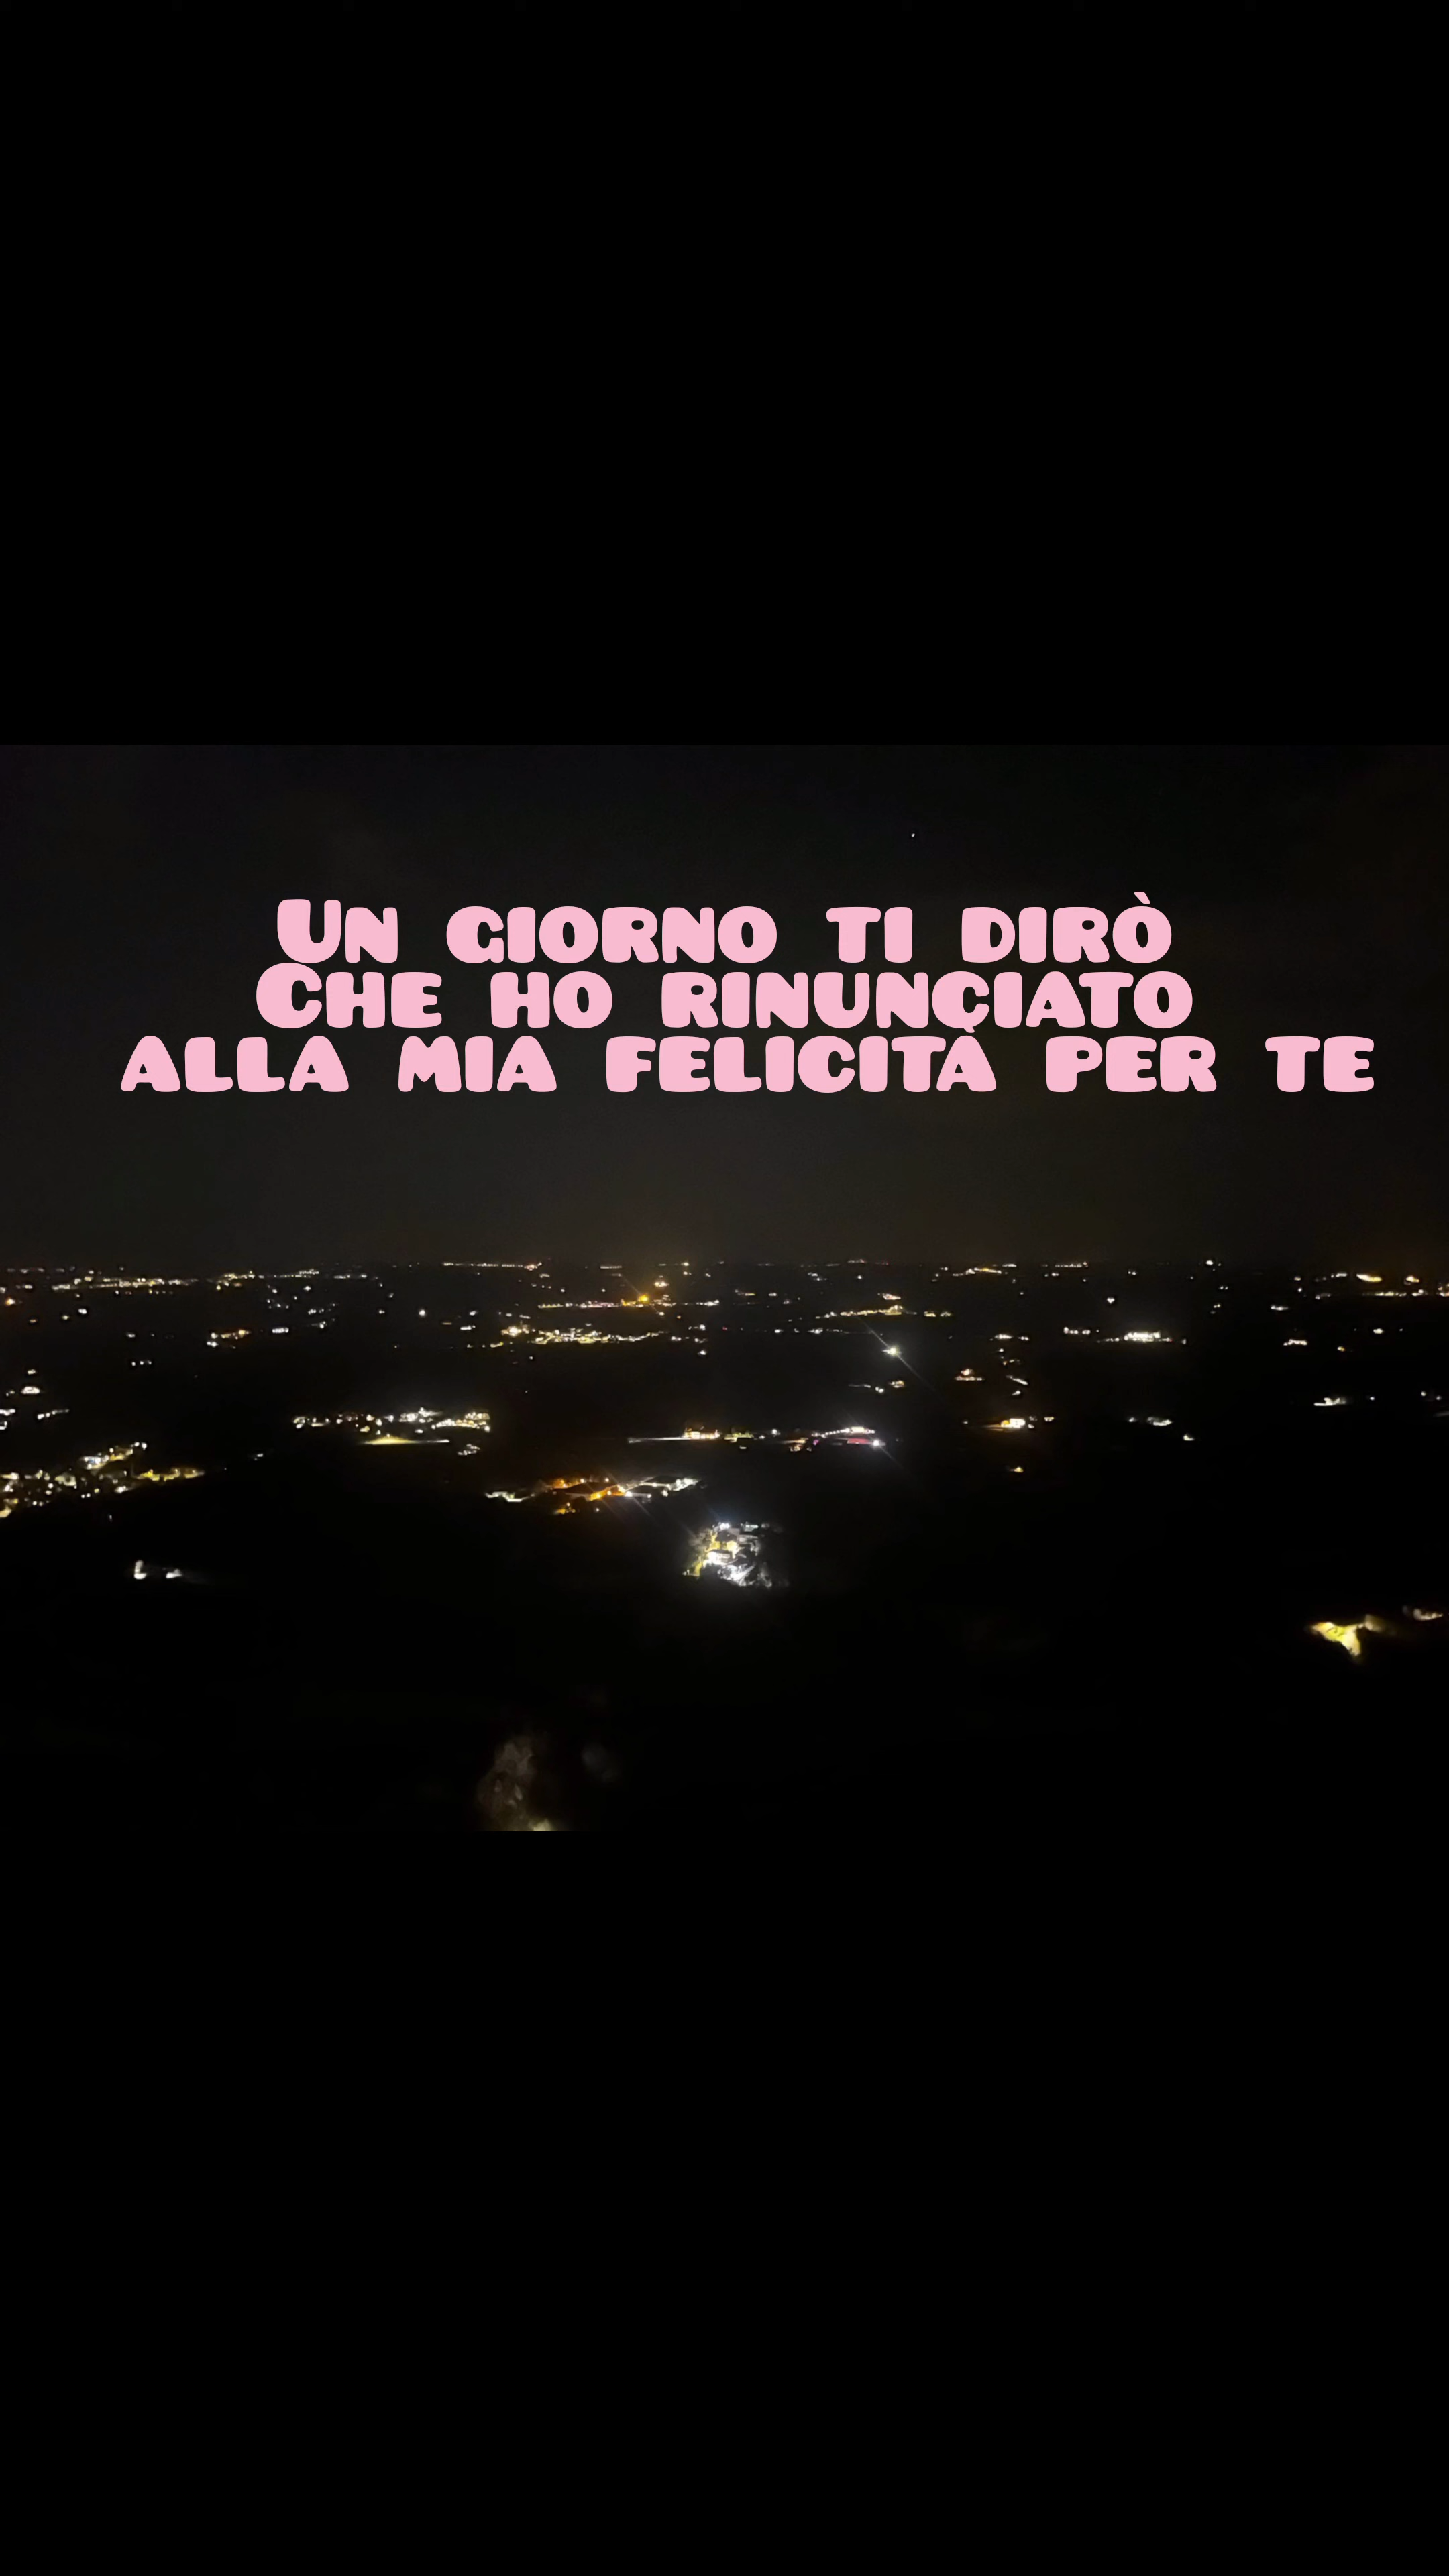 Un giorno ti dirò
Che ho rinunciato
alla mia felicità per te